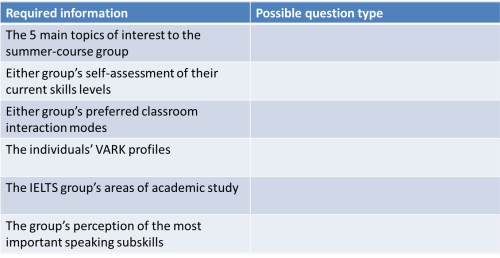 Required information
Possible question type
The 5 main topics of interest to the
summer-course group
Either group's self-assessment of their
current skills levels
Either group's preferred classroom
interaction modes
The individuals' VARK profiles
The IELTS group's areas of academic study
The group's perception of the most
important speaking subskills